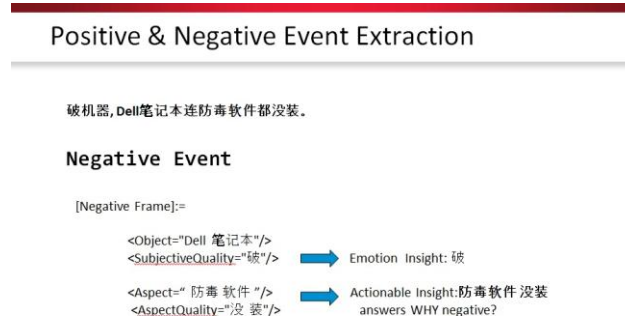 Positive & Negative Event Extraction
破机器,Dell笔记本连防毒软件都没装。
Negative Event
[Negative Frame]:=
<Object="Dell 笔记本"/>
<SubjectiveQuality="破"/> Emotion Insight: 破
<Aspect=“ 防毒 软件 ”/> Actionable Insight:防毒软件 没装
<AspectQuality="没 装"/> answers WHY negative?